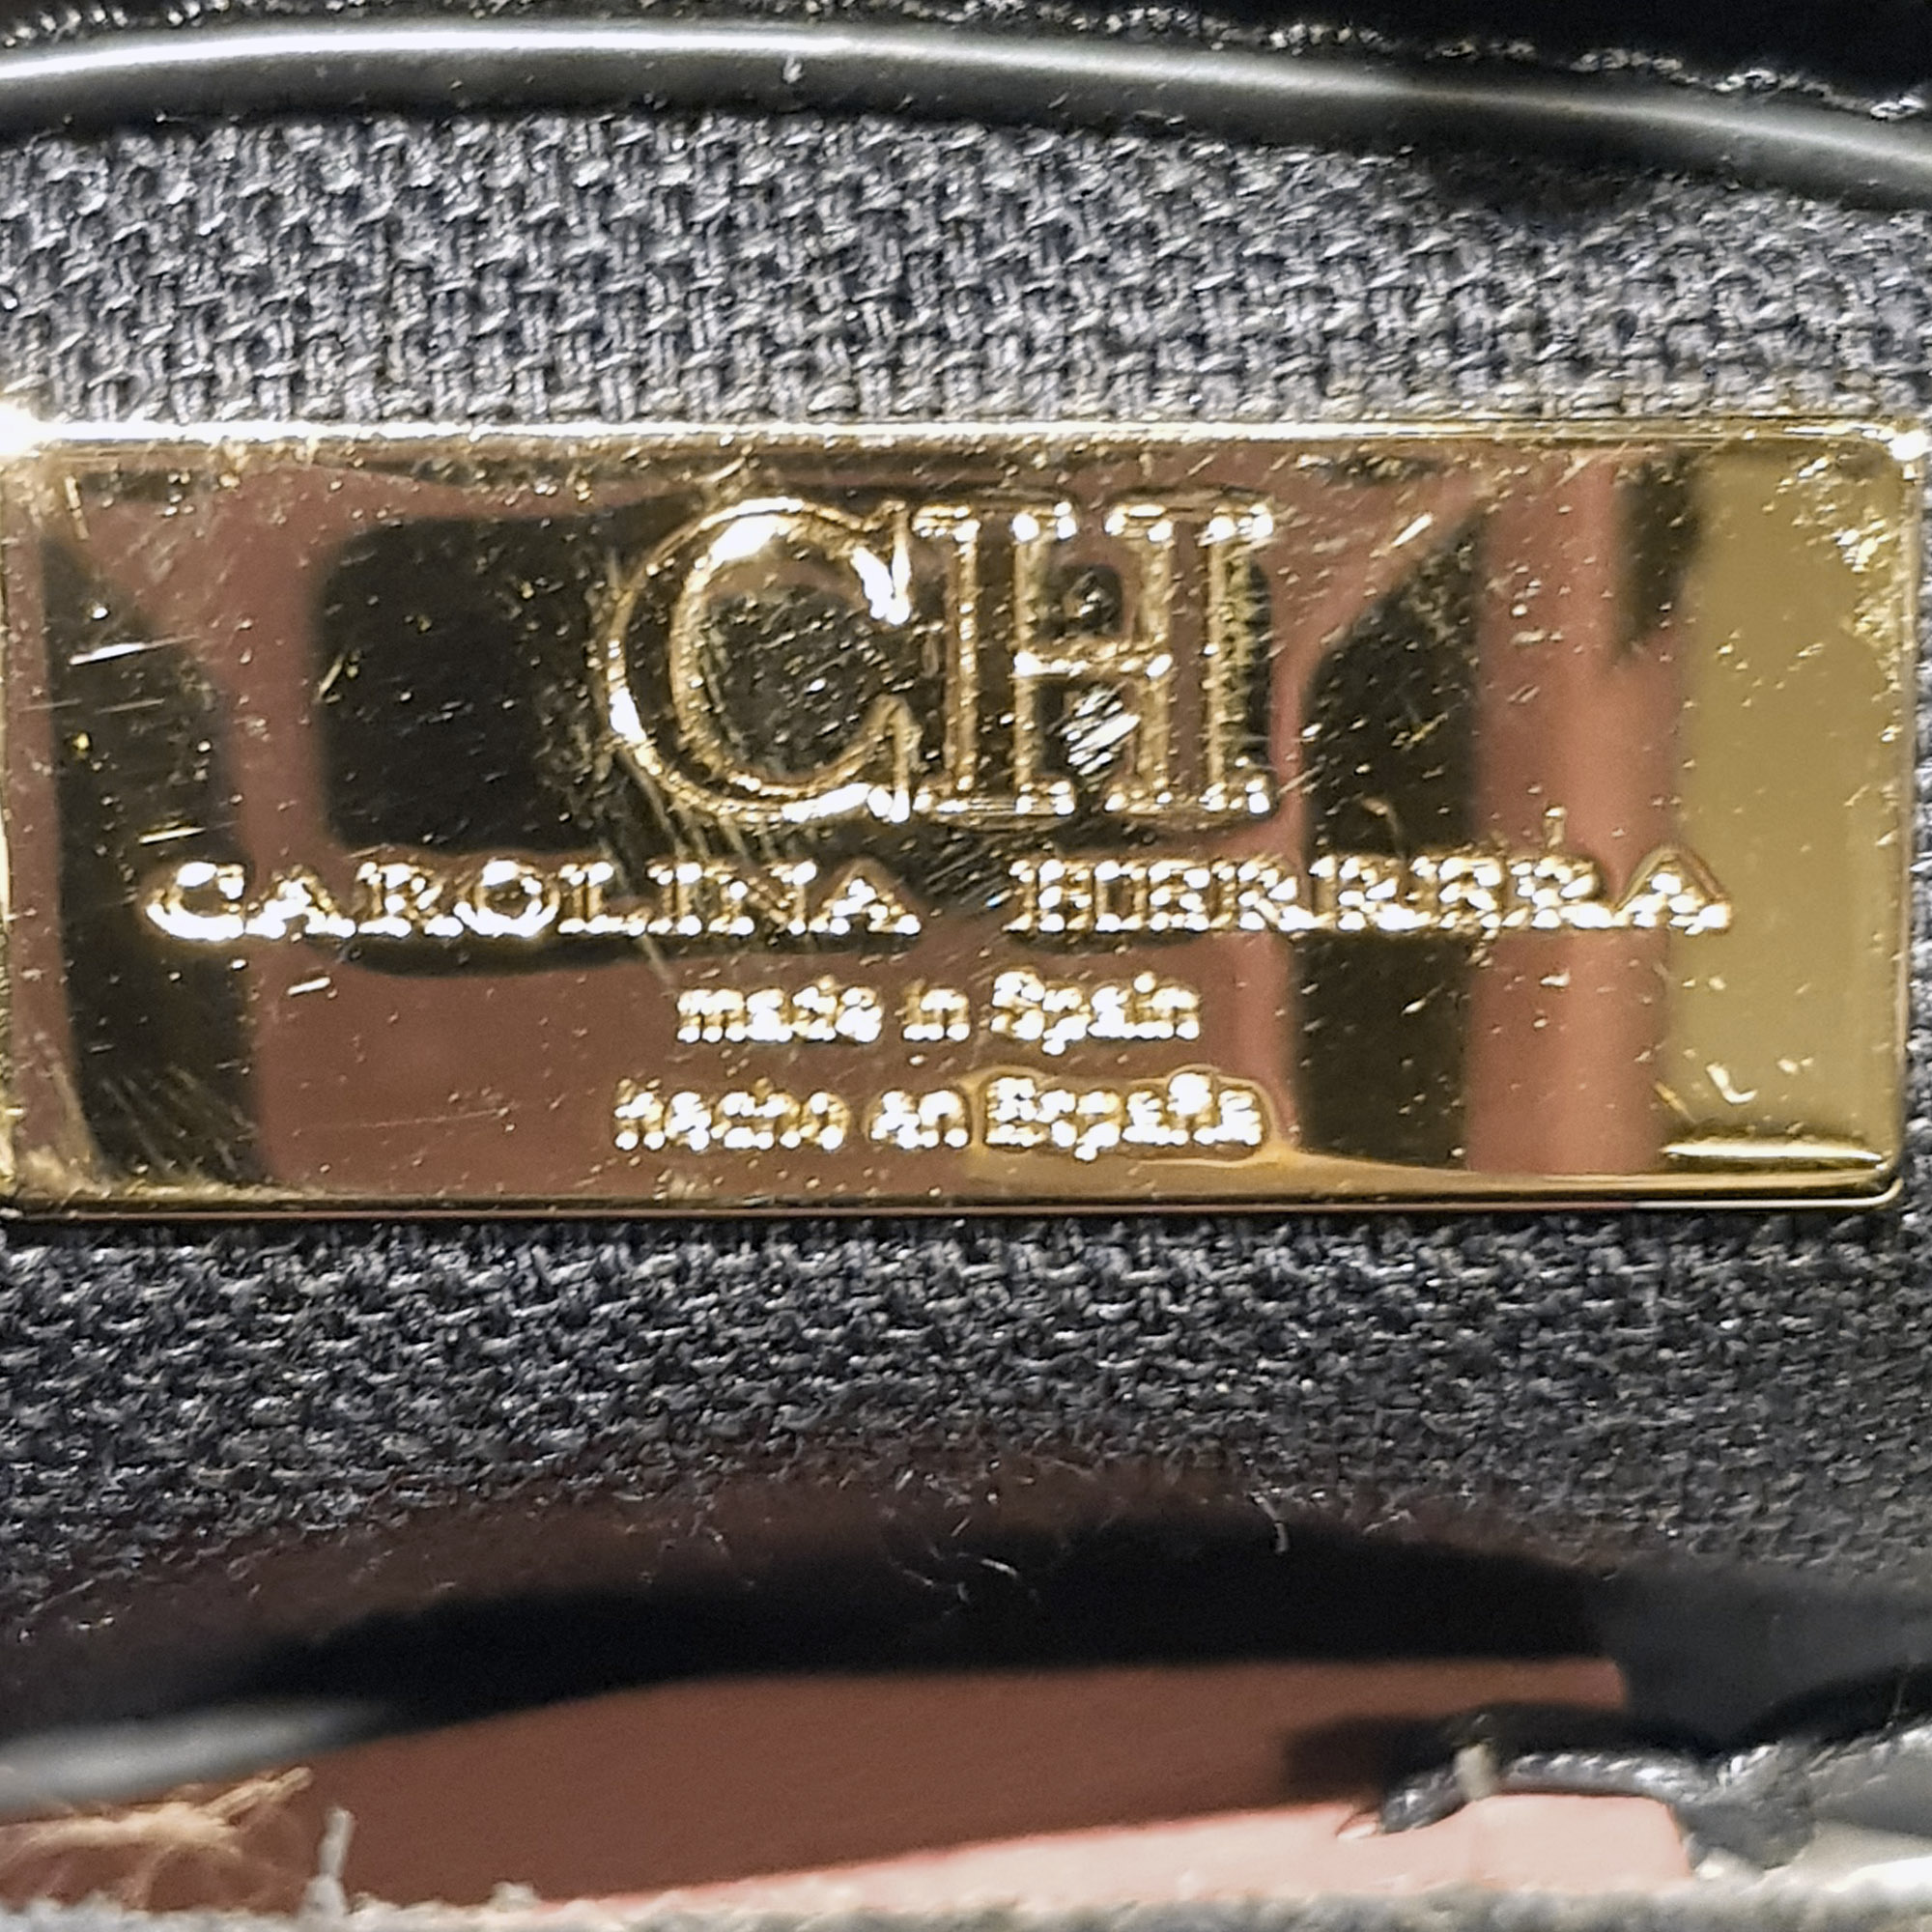 CH
CAROLINA HERRERA
made in Spain
hecho en España